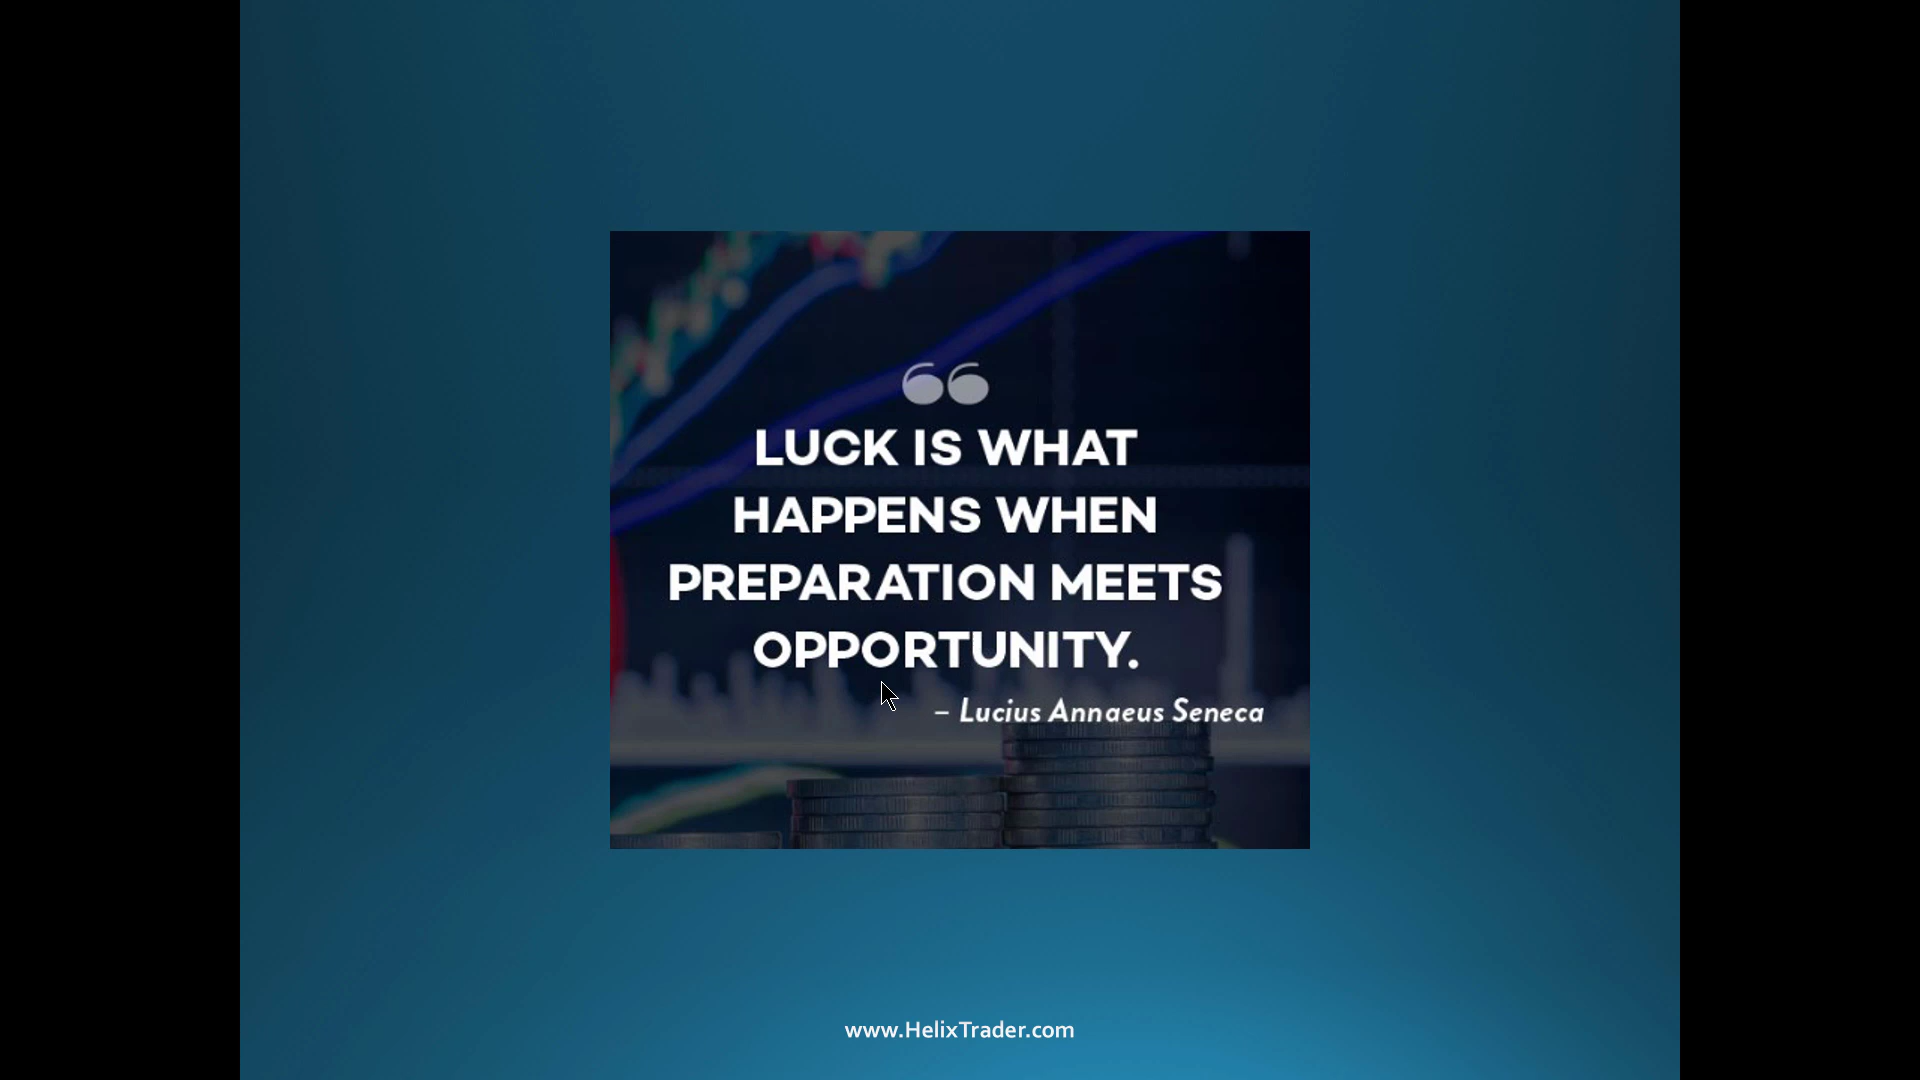 “
LUCK IS WHAT
HAPPENS WHEN
PREPARATION MEETS
OPPORTUNITY.
– Lucius Annaeus Seneca
www.HelixTrader.com